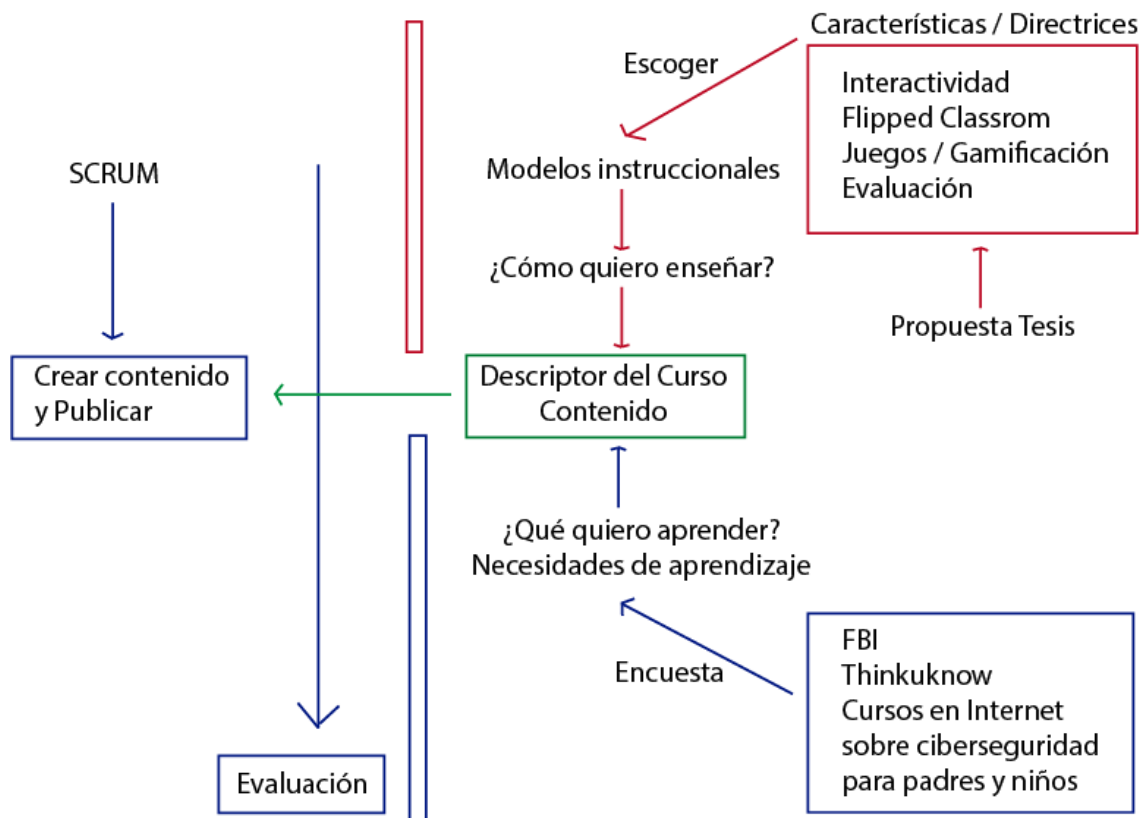 Características / Directrices
Escoger
Interactividad
Flipped Classrom
Juegos / Gamificación
Evaluación
SCRUM
Modelos instruccionales
¿Cómo quiero enseñar?
Propuesta Tesis
Crear contenido
y Publicar
Descriptor del Curso
Contenido
¿Qué quiero aprender?
Necesidades de aprendizaje
Encuesta
FBI
Thinkuknow
Cursos en Internet
sobre ciberseguridad
para padres y niños
Evaluación